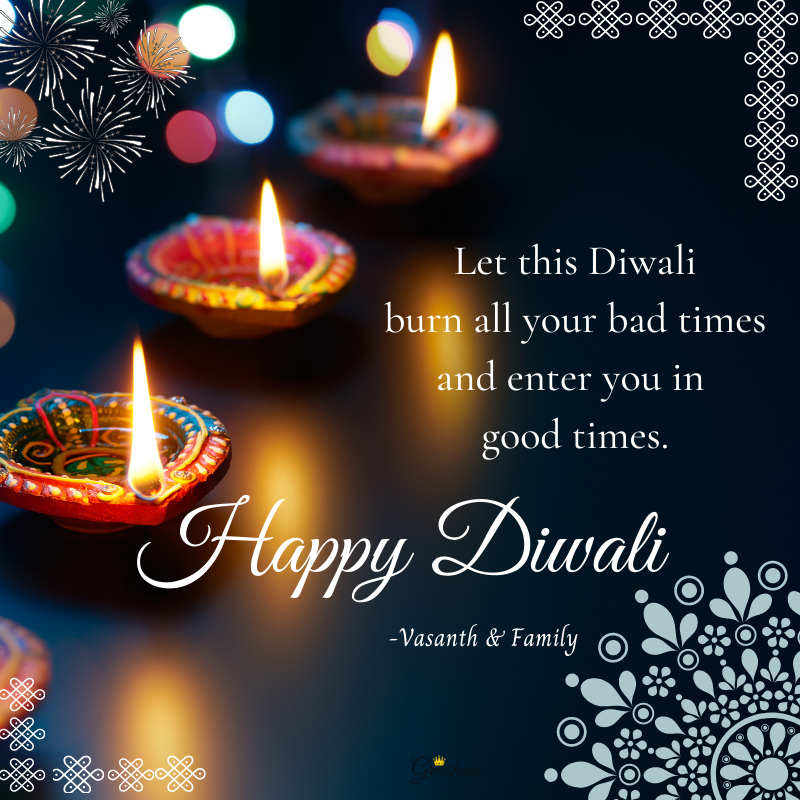 Let this Diwali
burn all your bad times
and enter you in
good times.
Happy Diwali
-Vasanth & Family